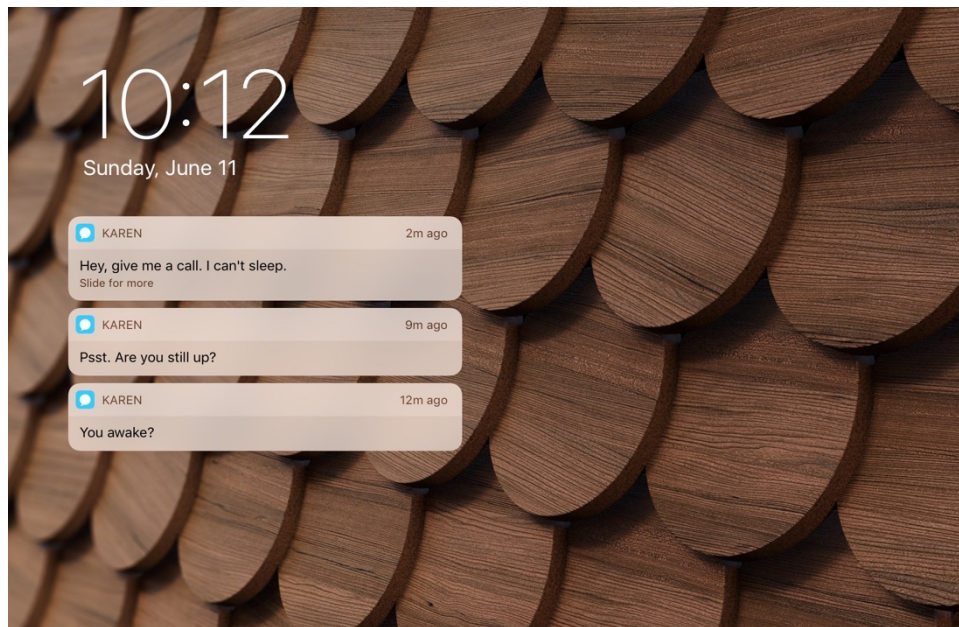 10:12
Sunday, June 11
KAREN 2m ago
Hey, give me a call. I can't sleep.
Slide for more
KAREN 9m ago
Psst. Are you still up?
KAREN 12m ago
You awake?